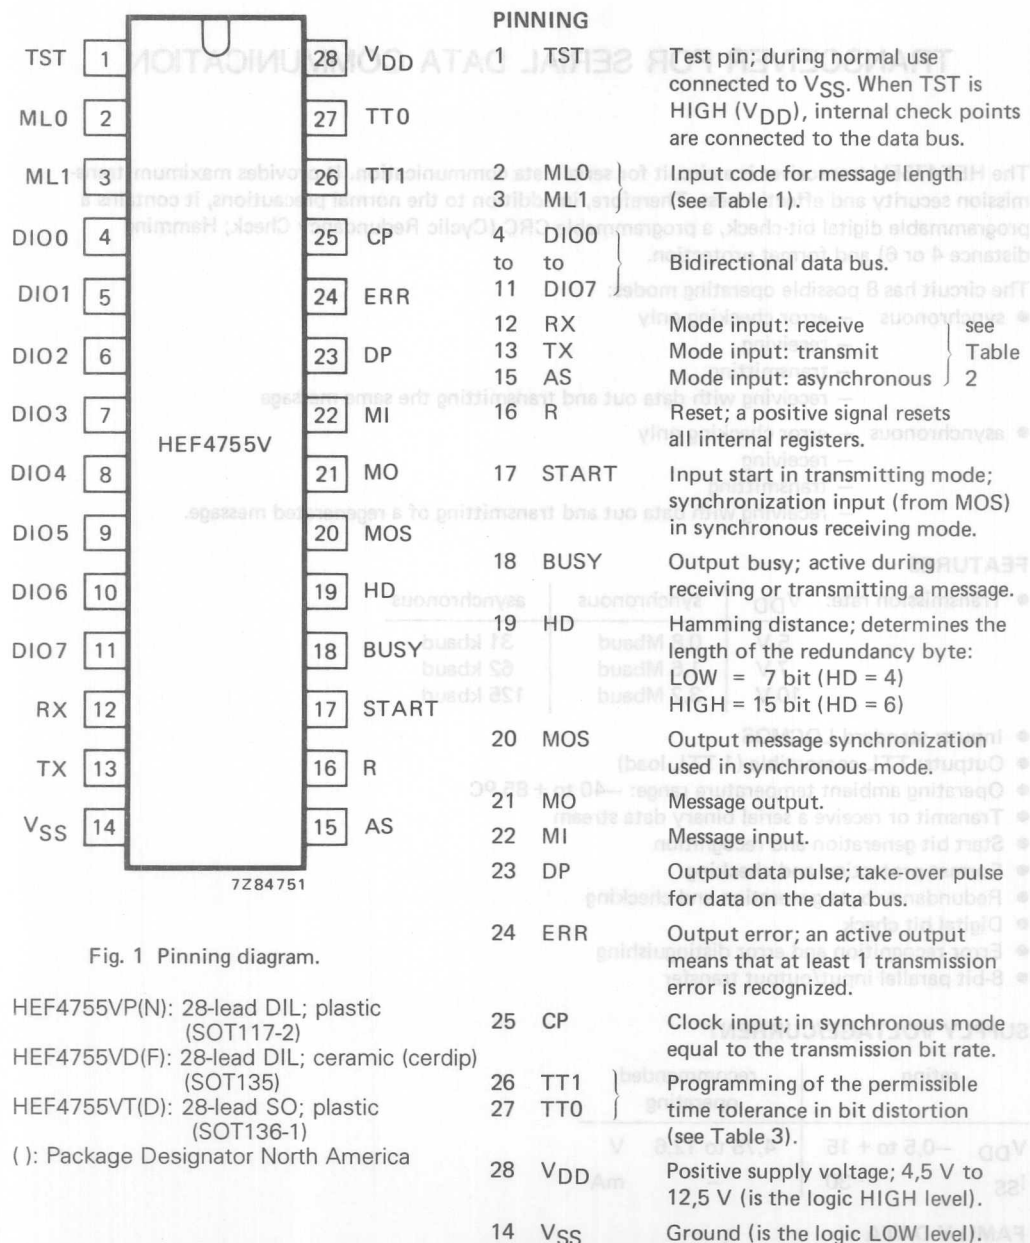 PINNING
TST 1
ML0 2
ML1 3
DIO0 4
DIO1 5
DIO2 6
DIO3 7
DIO4 8
DIO5 9
DIO6 10
DIO7 11
RX 12
TX 13
VSS 14
HEF4755V
28 VDD
27 TT0
26 TT1
25 CP
24 ERR
23 DP
22 MI
21 MO
20 MOS
19 HD
18 BUSY
17 START
16 R
15 AS
7Z84751
Fig. 1 Pinning diagram.
HEF4755VP(N): 28-lead DIL; plastic
(SOT117-2)
HEF4755VD(F): 28-lead DIL; ceramic (cerdip)
(SOT135)
HEF4755VT(D): 28-lead SO; plastic
(SOT136-1)
( ): Package Designator North America
1 TST Test pin; during normal use
connected to VSS. When TST is
HIGH (VDD), internal check points
are connected to the data bus.
2 ML0 Input code for message length
3 ML1 (see Table 1).
4 DIO0
to to Bidirectional data bus.
11 DIO7
12 RX Mode input: receive see
13 TX Mode input: transmit Table
15 AS Mode input: asynchronous 2
16 R Reset; a positive signal resets
all internal registers.
17 START Input start in transmitting mode;
synchronization input (from MOS)
in synchronous receiving mode.
18 BUSY Output busy; active during
receiving or transmitting a message.
19 HD Hamming distance; determines the
length of the redundancy byte:
LOW = 7 bit (HD = 4)
HIGH = 15 bit (HD = 6)
20 MOS Output message synchronization
used in synchronous mode.
21 MO Message output.
22 MI Message input.
23 DP Output data pulse; take-over pulse
for data on the data bus.
24 ERR Output error; an active output
means that at least 1 transmission
error is recognized.
25 CP Clock input; in synchronous mode
equal to the transmission bit rate.
26 TT1 Programming of the permissible
27 TT0 time tolerance in bit distortion
(see Table 3).
28 VDD Positive supply voltage; 4,5 V to
12,5 V (is the logic HIGH level).
14 VSS Ground (is the logic LOW level).